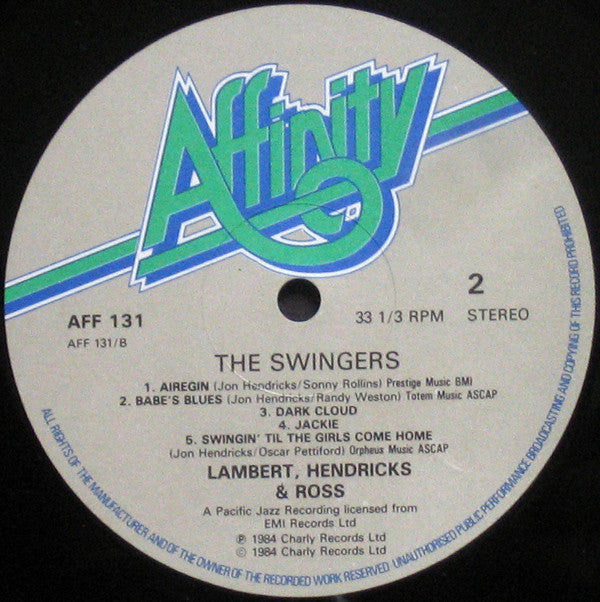 Affinity
AFF 131
AFF 131/B
33 1/3 RPM
2
STEREO
THE SWINGERS
1. AIREGIN (Jon Hendricks/Sonny Rollins) Prestige Music BMI
2. BABE'S BLUES (Jon Hendricks/Randy Weston) Totem Music ASCAP
3. DARK CLOUD
4. JACKIE
5. SWINGIN' TIL THE GIRLS COME HOME
(Jon Hendricks/Oscar Pettiford) Orpheus Music ASCAP
LAMBERT, HENDRICKS
& ROSS
A Pacific Jazz Recording licensed from
EMI Records Ltd
℗ 1984 Charly Records Ltd
© 1984 Charly Records Ltd
ALL RIGHTS OF THE MANUFACTURER AND OF THE OWNER OF THE RECORDED WORK RESERVED UNAUTHORISED PUBLIC PERFORMANCE BROADCASTING AND COPYING OF THIS RECORD PROHIBITED